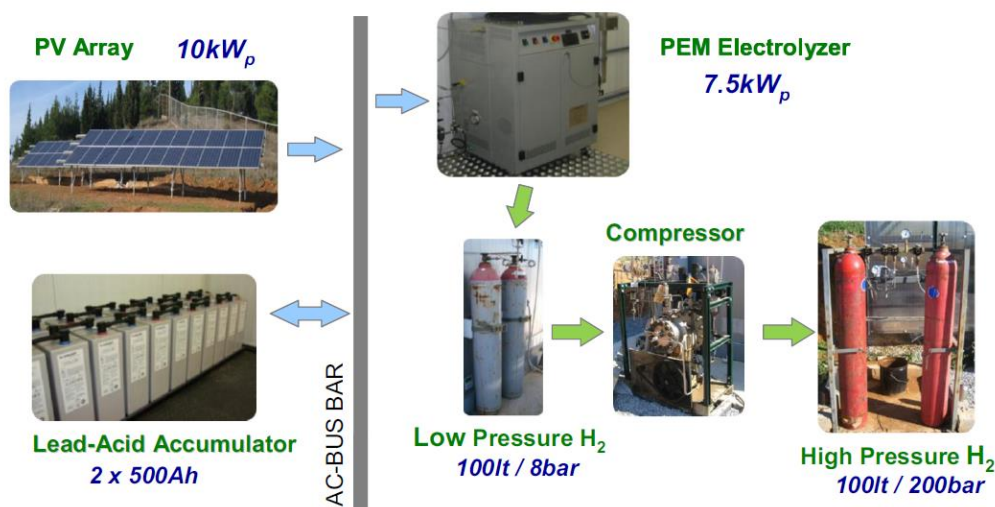 PV Array
10kWp
PEM Electrolyzer
7.5kWp
AC-BUS BAR
Lead-Acid Accumulator
2 x 500Ah
Compressor
Low Pressure H2
100lt / 8bar
High Pressure H2
100lt / 200bar